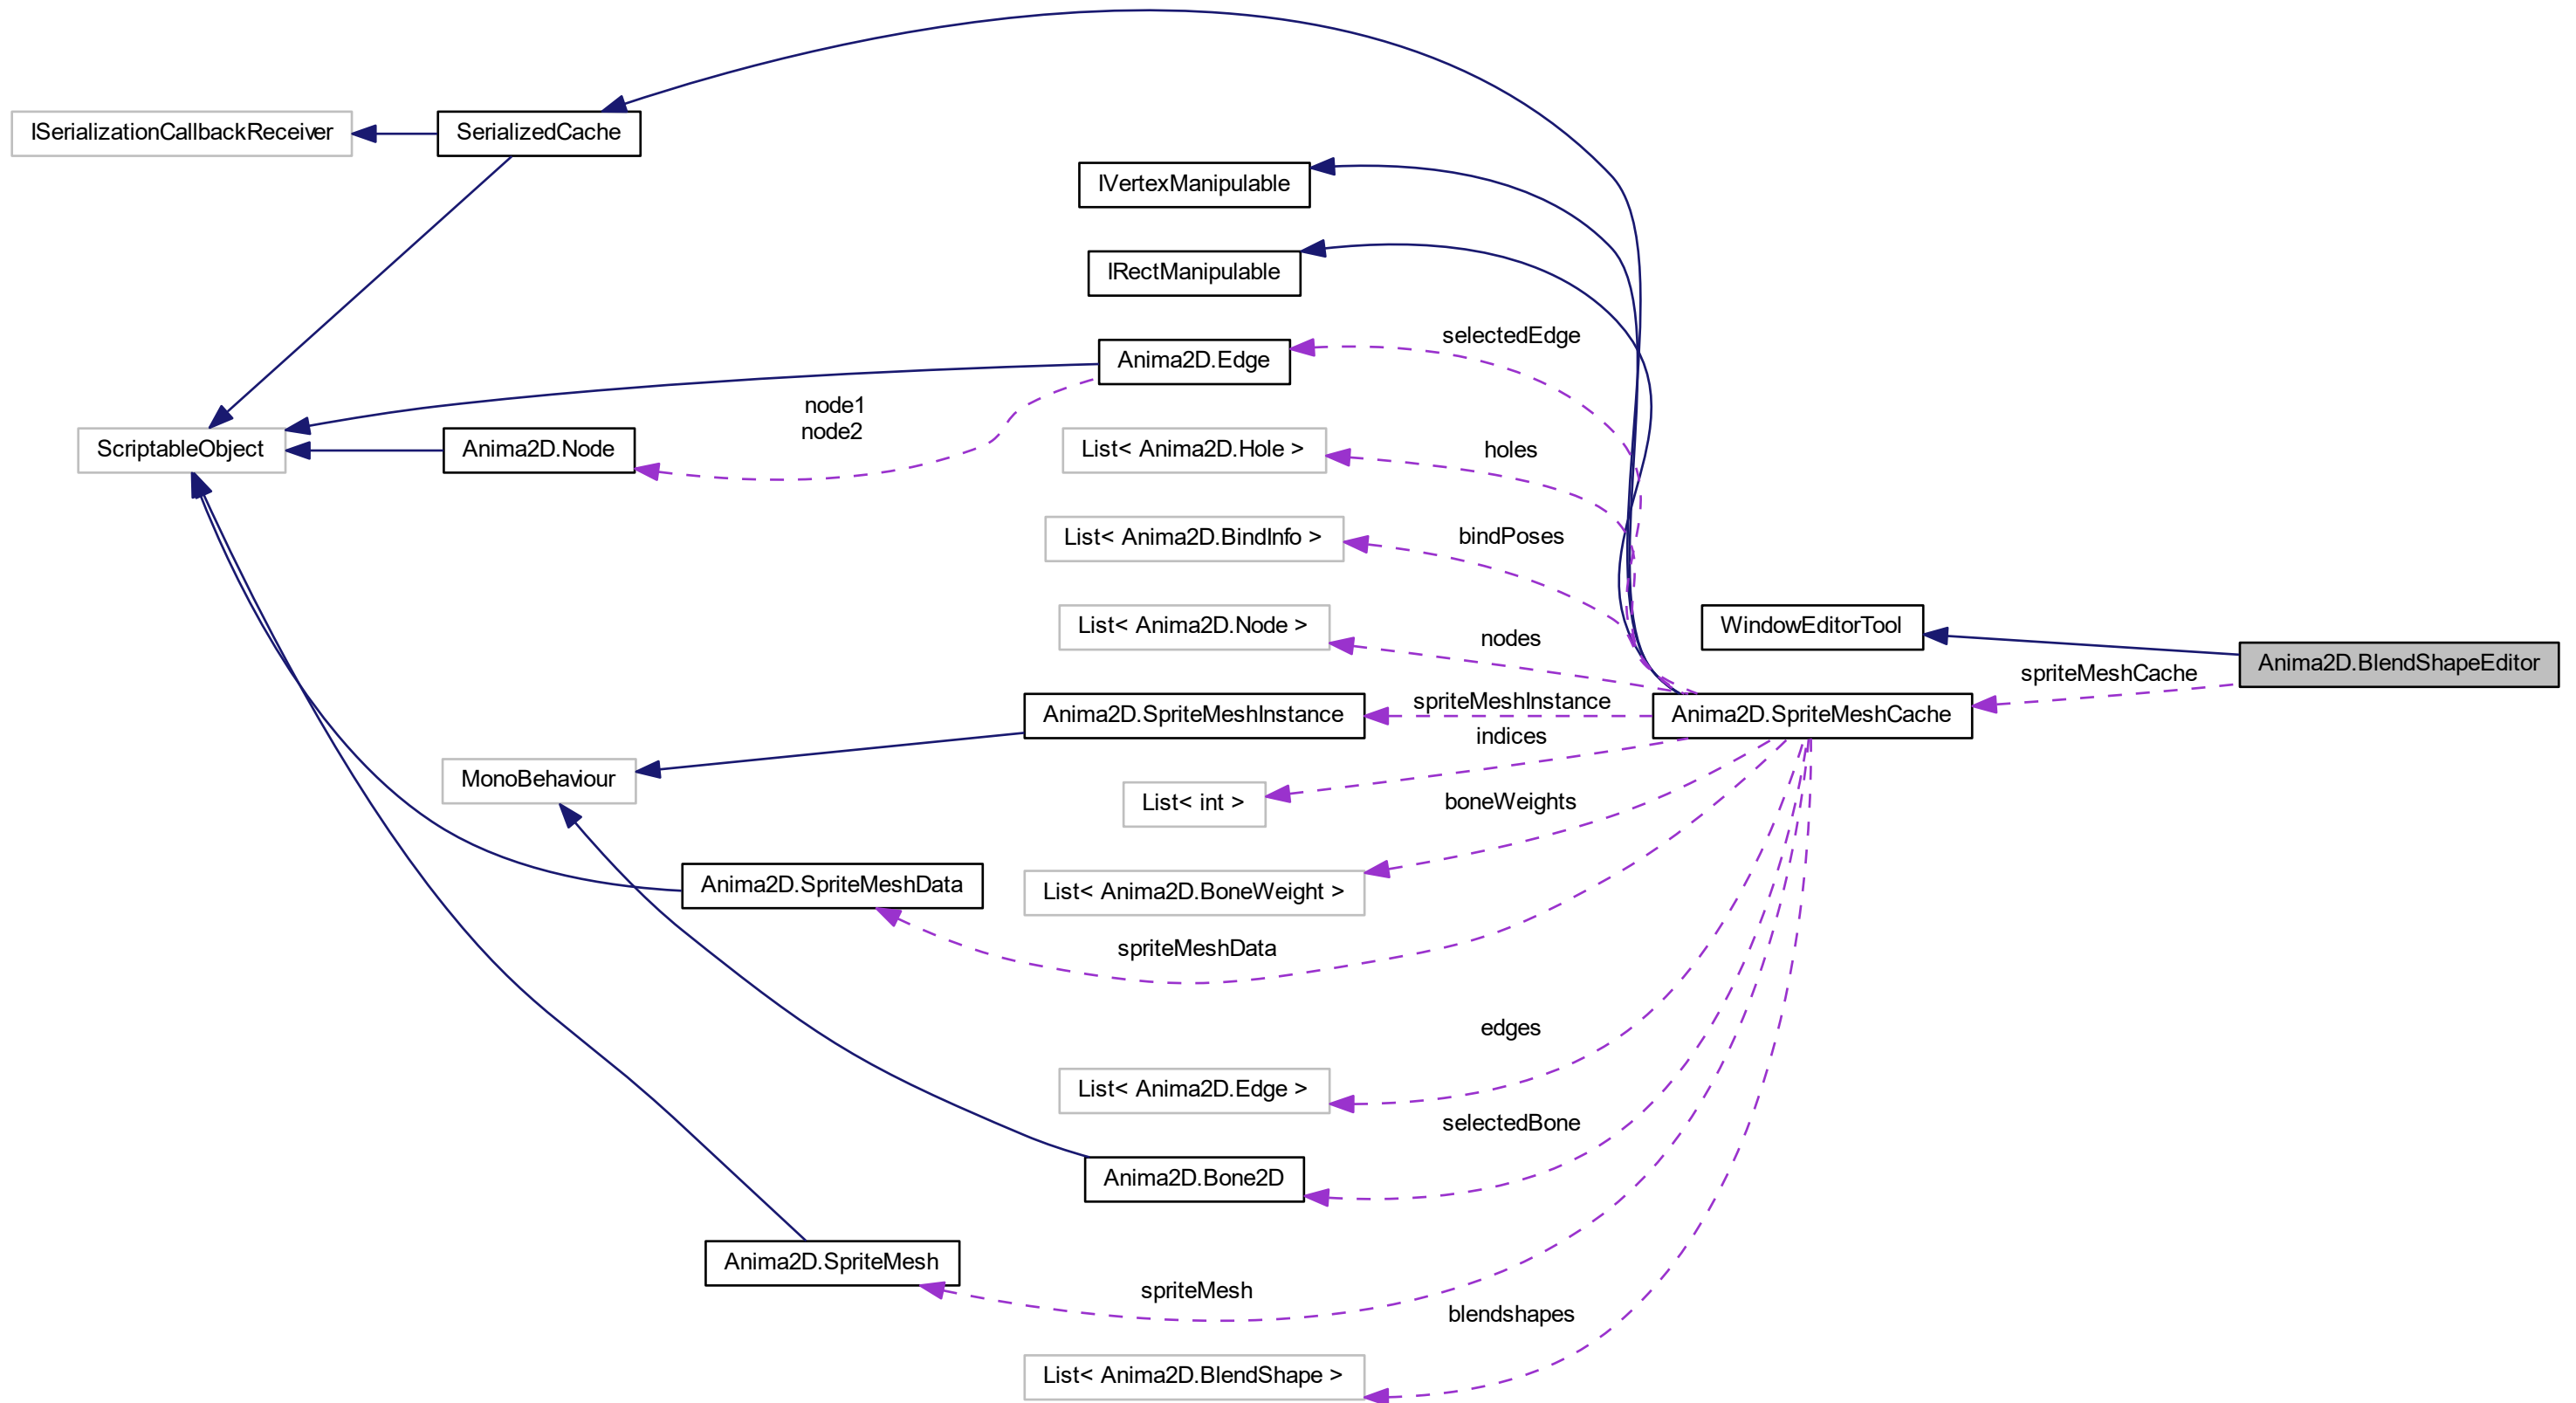 ISerializationCallbackReceiver
SerializedCache
IVertexManipulable
IRectManipulable
selectedEdge
Anima2D.Edge
node1
node2
ScriptableObject
Anima2D.Node
List< Anima2D.Hole >
holes
List< Anima2D.BindInfo >
bindPoses
List< Anima2D.Node >
nodes
WindowEditorTool
Anima2D.BlendShapeEditor
spriteMeshCache
Anima2D.SpriteMeshInstance
spriteMeshInstance
Anima2D.SpriteMeshCache
indices
MonoBehaviour
List< int >
boneWeights
Anima2D.SpriteMeshData
List< Anima2D.BoneWeight >
spriteMeshData
edges
List< Anima2D.Edge >
selectedBone
Anima2D.Bone2D
Anima2D.SpriteMesh
spriteMesh
blendshapes
List< Anima2D.BlendShape >